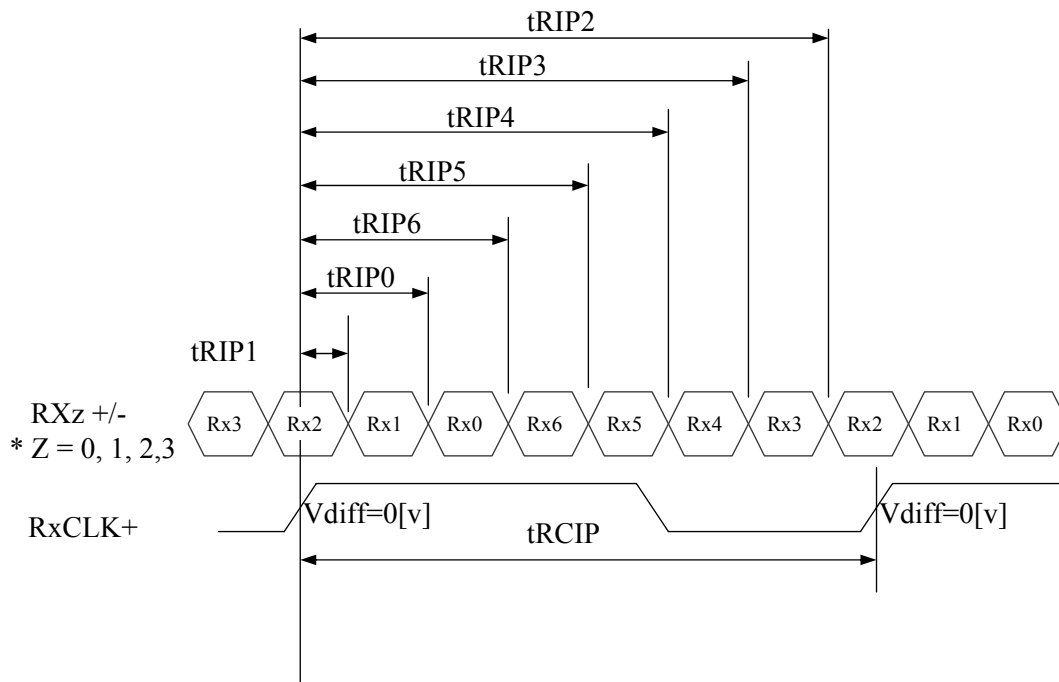 tRIP2
tRIP3
tRIP4
tRIP5
tRIP6
tRIP0
tRIP1
RXz +/-
* Z = 0, 1, 2,3
Rx3 Rx2 Rx1 Rx0 Rx6 Rx5 Rx4 Rx3 Rx2 Rx1 Rx0
RxCLK+
Vdiff=0[v] Vdiff=0[v]
tRCIP